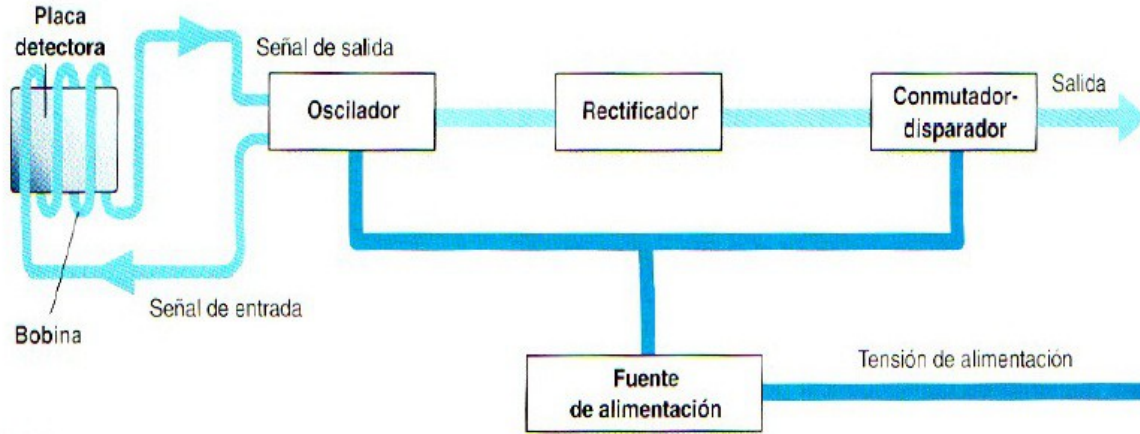 Placa
detectora
Señal de salida
Oscilador
Rectificador
Conmutador-
disparador
Salida
Señal de entrada
Bobina
Fuente
de alimentación
Tensión de alimentación